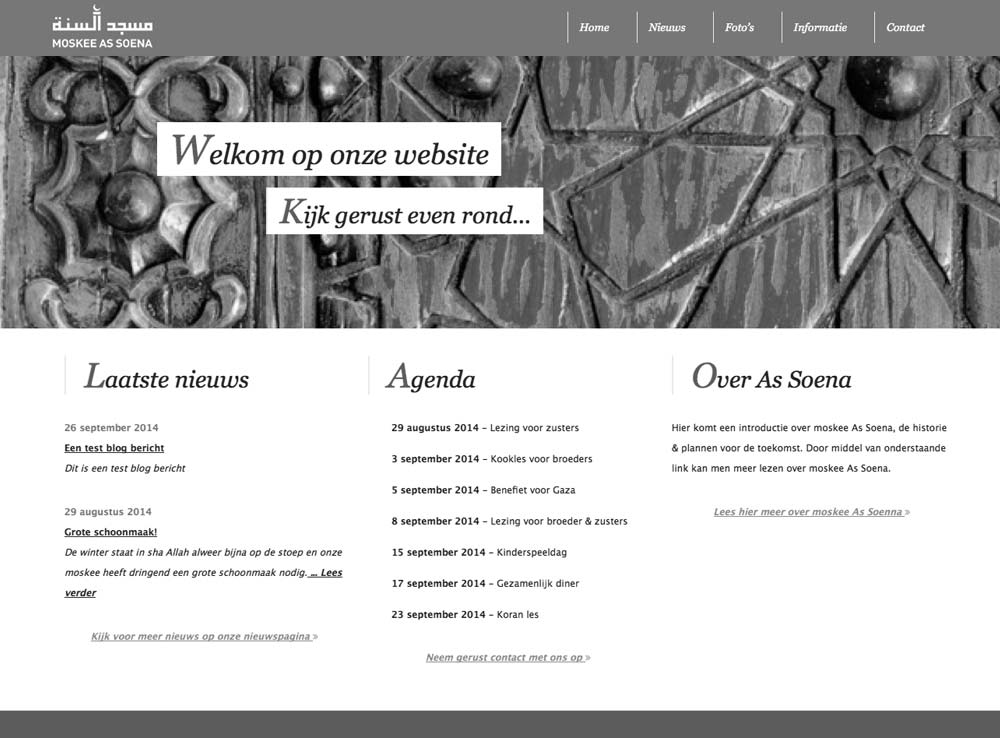 مسجد السنة
MOSKEE AS SOENA
Home
Nieuws
Foto's
Informatie
Contact
Welkom op onze website
Kijk gerust even rond...
Laatste nieuws
26 september 2014
Een test blog bericht
Dit is een test blog bericht
29 augustus 2014
Grote schoonmaak!
De winter staat in sha Allah alweer bijna op de stoep en onze
moskee heeft dringend een grote schoonmaak nodig. ... Lees
verder
Kijk voor meer nieuws op onze nieuwspagina »
Agenda
29 augustus 2014 – Lezing voor zusters
3 september 2014 – Kookles voor broeders
5 september 2014 – Benefiet voor Gaza
8 september 2014 – Lezing voor broeder & zusters
15 september 2014 – Kinderspeeldag
17 september 2014 – Gezamenlijk diner
23 september 2014 – Koran les
Neem gerust contact met ons op »
Over As Soena
Hier komt een introductie over moskee As Soena, de historie
& plannen voor de toekomst. Door middel van onderstaande
link kan men meer lezen over moskee As Soena.
Lees hier meer over moskee As Soenna »